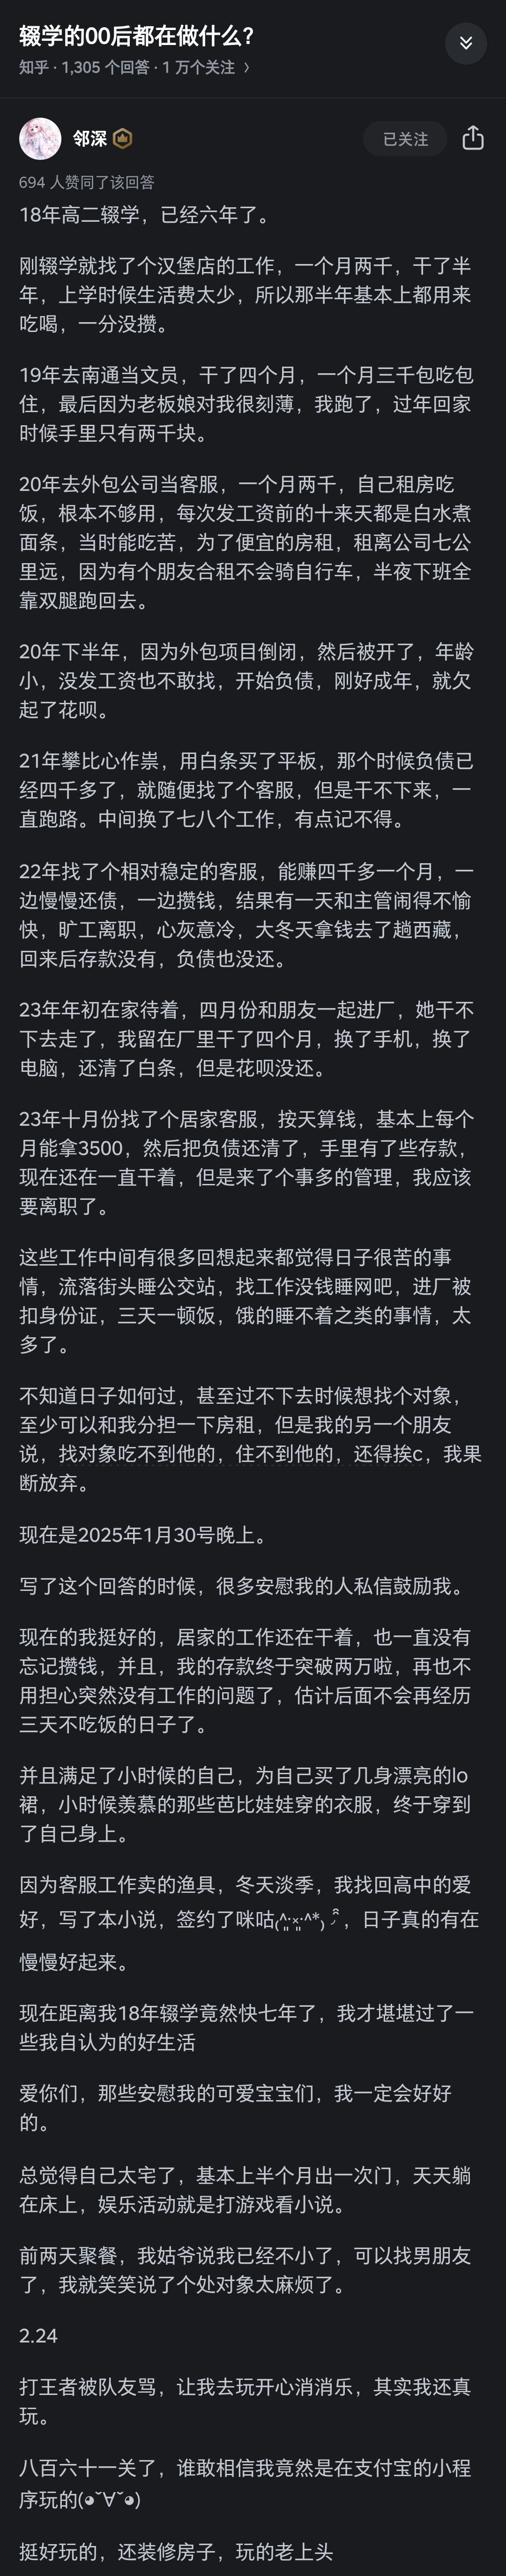 辍学的00后都在做什么?
知乎 · 1,305 个回答 · 1 万个关注 >
邻深
已关注
694 人赞同了该回答
18年高二辍学，已经六年了。
刚辍学就找了个汉堡店的工作，一个月两千，干了半
年，上学时候生活费太少，所以那半年基本上都用来
吃喝，一分没攒。
19年去南通当文员，干了四个月，一个月三千包吃包
住，最后因为老板娘对我很刻薄，我跑了，过年回家
时候手里只有两千块。
20年去外包公司当客服，一个月两千，自己租房吃
饭，根本不够用，每次发工资前的十来天都是白水煮
面条，当时能吃苦，为了便宜的房租，租离公司七公
里远，因为有个朋友合租不会骑自行车，半夜下班全
靠双腿跑回去。
20年下半年，因为外包项目倒闭，然后被开了，年龄
小，没发工资也不敢找，开始负债，刚好成年，就欠
起了花呗。
21年攀比心作祟，用白条买了平板，那个时候负债已
经四千多了，就随便找了个客服，但是干不下来，一
直跑路。中间换了七八个工作，有点记不得。
22年找了个相对稳定的客服，能赚四千多一个月，一
边慢慢还债，一边攒钱，结果有一天和主管闹得不愉
快，旷工离职，心灰意冷，大冬天拿钱去了趟西藏，
回来后存款没有，负债也没还。
23年年初在家待着，四月份和朋友一起进厂，她干不
下去走了，我留在厂里干了四个月，换了手机，换了
电脑，还清了白条，但是花呗没还。
23年十月份找了个居家客服，按天算钱，基本上每个
月能拿3500，然后把负债还清了，手里有了些存款，
现在还在一直干着，但是来了个事多的管理，我应该
要离职了。
这些工作中间有很多回想起来都觉得日子很苦的事
情，流落街头睡公交站，找工作没钱睡网吧，进厂被
扣身份证，三天一顿饭，饿的睡不着之类的事情，太
多了。
不知道日子如何过，甚至过不下去时候想找个对象，
至少可以和我分担一下房租，但是我的另一个朋友
说，找对象吃不到他的，住不到他的，还得挨c，我果
断放弃。
现在是2025年1月30号晚上。
写了这个回答的时候，很多安慰我的人私信鼓励我。
现在的我挺好的，居家的工作还在干着，也一直没有
忘记攒钱，并且，我的存款终于突破两万啦，再也不
用担心突然没有工作的问题了，估计后面不会再经历
三天不吃饭的日子了。
并且满足了小时候的自己，为自己买了几身漂亮的lo
裙，小时候羡慕的那些芭比娃娃穿的衣服，终于穿到
了自己身上。
因为客服工作卖的渔具，冬天淡季，我找回高中的爱
好，写了本小说，签约了咪咕，日子真的有在
慢慢好起来。
现在距离我18年辍学竟然快七年了，我才堪堪过了一
些我自认为的好生活
爱你们，那些安慰我的可爱宝宝们，我一定会好好
的。
总觉得自己太宅了，基本上半个月出一次门，天天躺
在床上，娱乐活动就是打游戏看小说。
前两天聚餐，我姑爷说我已经不小了，可以找男朋友
了，我就笑笑说了个处对象太麻烦了。
2.24
打王者被队友骂，让我去玩开心消消乐，其实我还真
玩。
八百六十一关了，谁敢相信我竟然是在支付宝的小程
序玩的(◕ˇ∀ˇ◕)
挺好玩的，还装修房子，玩的老上头